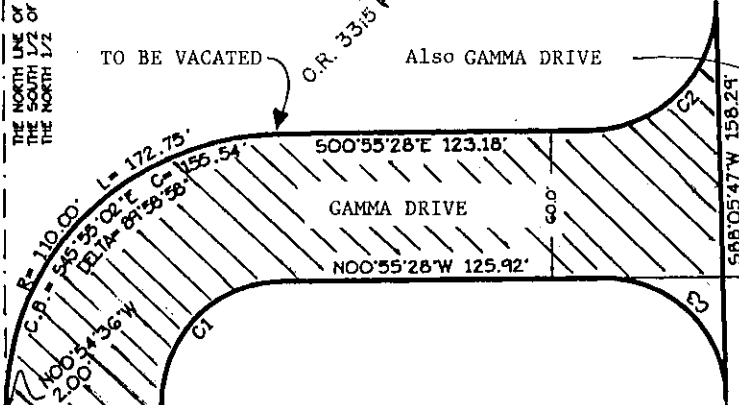 THE NORTH LINE OF
THE SOUTH 1/2 OF
THE NORTH 1/2
TO BE VACATED
O.R. 3315
Also GAMMA DRIVE
R= 110.00' L= 172.75'
C.B.= S45°55'02"E C= 155.54'
DELTA= 89°58'58"
S00°55'28"E 123.18'
C2
GAMMA DRIVE
60.0
S88°05'47"W 158.29'
N00°55'28"W 125.92'
N00°54'36"W
2.00'
C1
C3